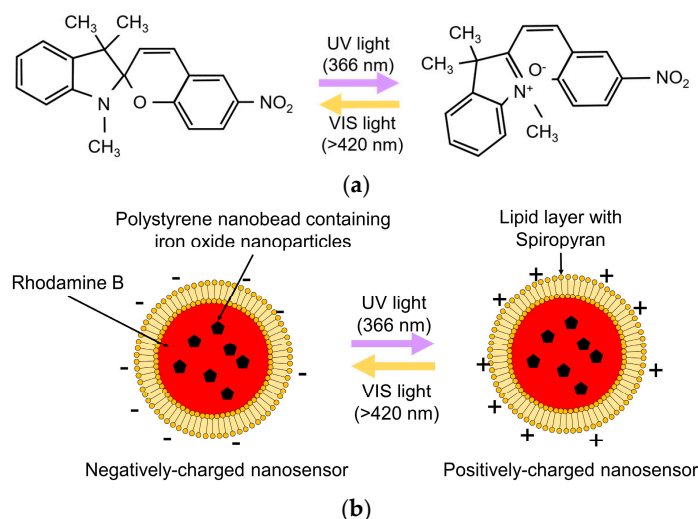 CH₃ CH₃
N
O
NO₂
CH₃
UV light
(366 nm)
VIS light
(>420 nm)
CH₃
H₃C
O⁻
NO₂
N⁺
CH₃
(a)
Polystyrene nanobead containing
iron oxide nanoparticles
Rhodamine B
- - - - - - - -
Negatively-charged nanosensor
UV light
(366 nm)
VIS light
(>420 nm)
Lipid layer with
Spiropyran
+ + + + + + + + +
Positively-charged nanosensor
(b)